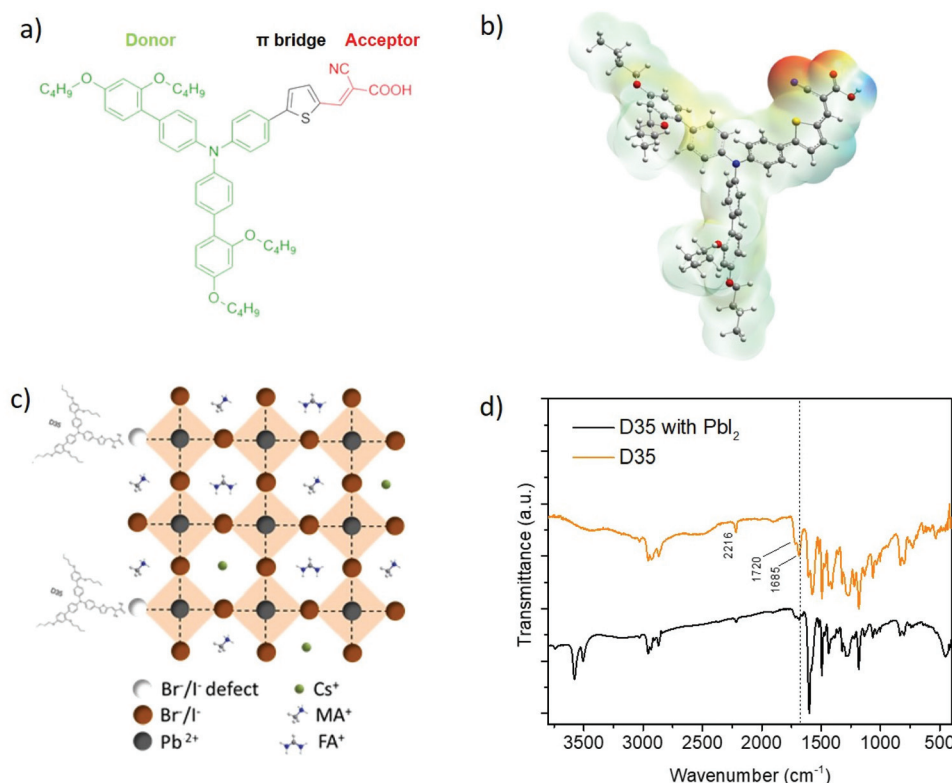 a)
Donor
π bridge
Acceptor
C₄H₉
O
O
C₄H₉
NC
COOH
S
N
O
C₄H₉
O
C₄H₉
b)
c)
D35
D35
Br⁻/I⁻ defect
Br⁻/I⁻
Pb²⁺
Cs⁺
MA⁺
FA⁺
d)
D35 with PbI₂
D35
Transmittance (a.u.)
2216
1720
1685
3500
3000
2500
2000
1500
1000
500
Wavenumber (cm⁻¹)